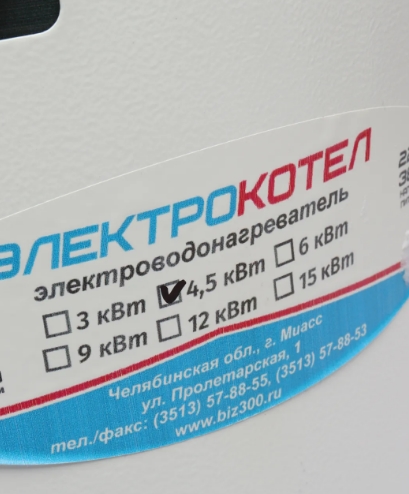 ЭЛЕКТРОКОТЕЛ
электроводонагреватель
3 кВт 4,5 кВт 6 кВт
9 кВт 12 кВт 15 кВт
Челябинская обл., г. Миасс
ул. Пролетарская, 1
тел./факс: (3513) 57-88-55, (3513) 57-88-53
www.biz300.ru